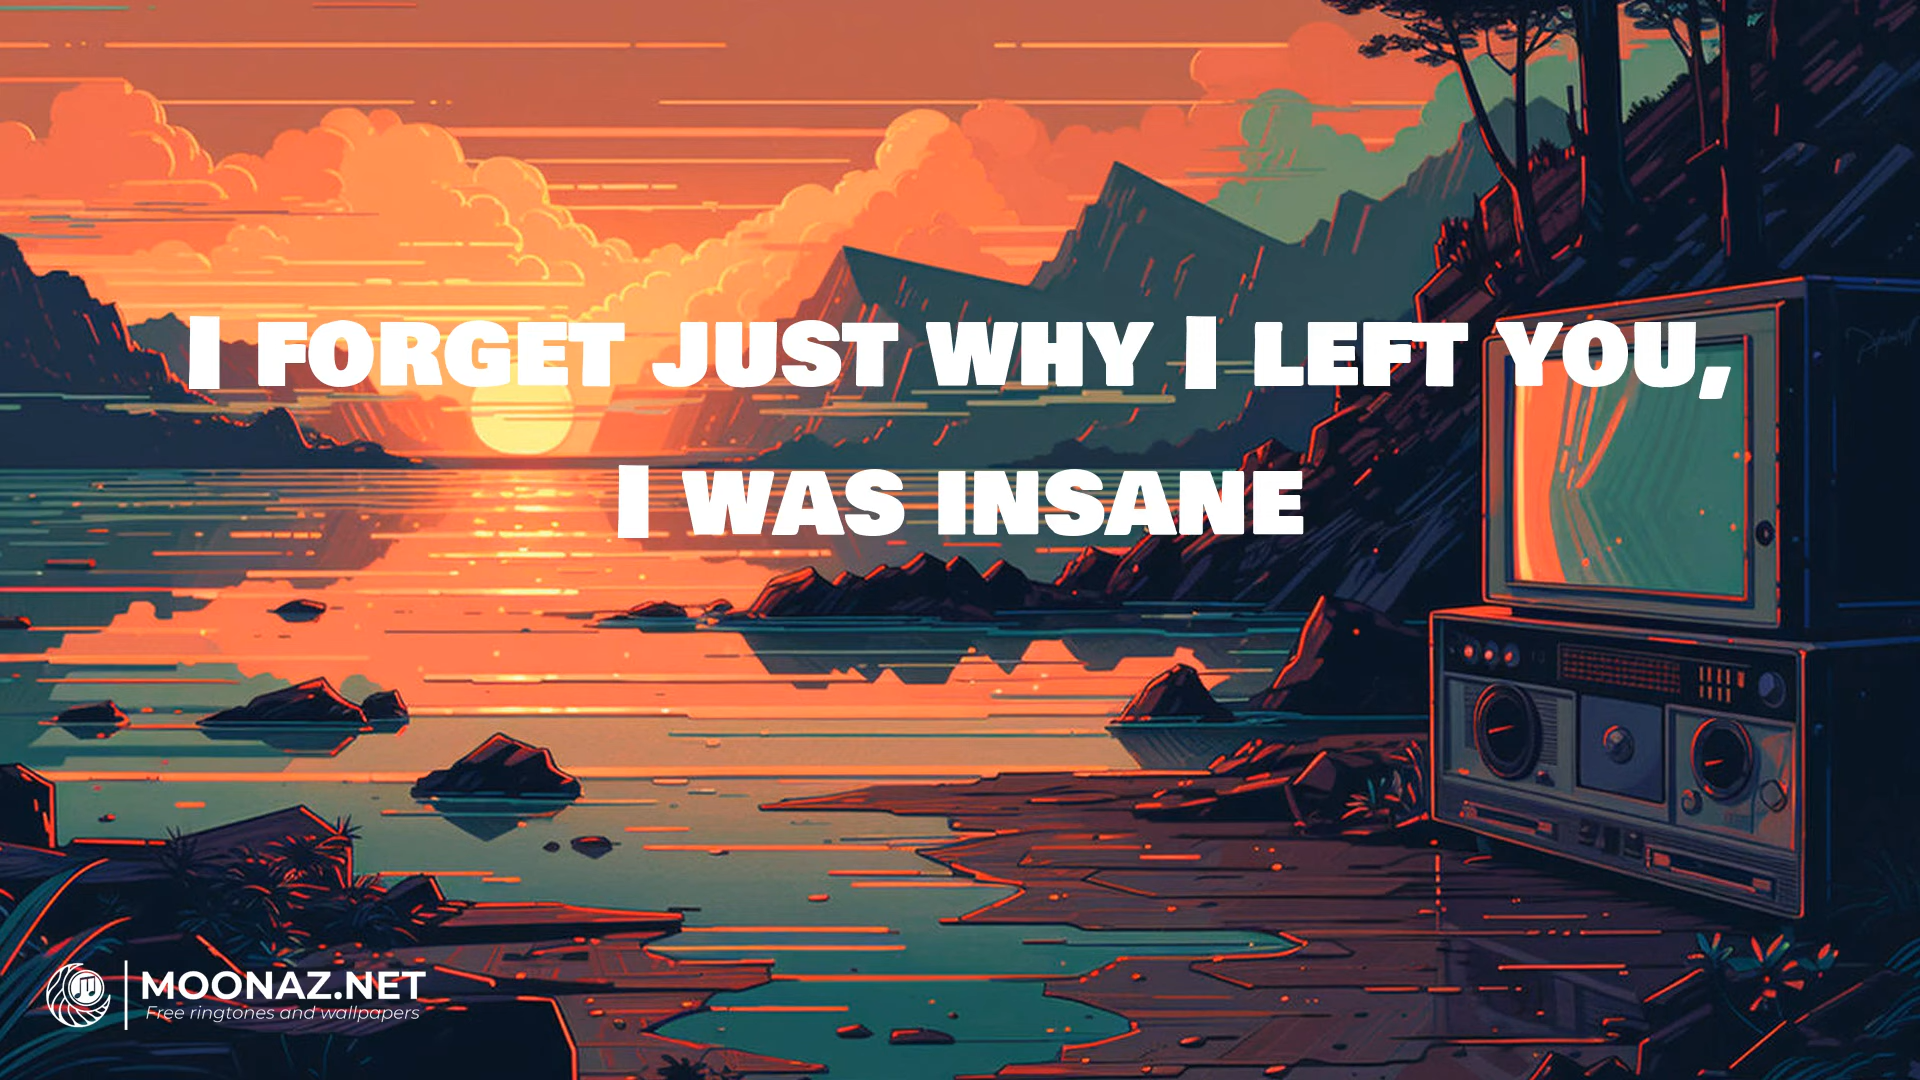 I forget just why I left you,
I was insane
MOONAZ.NET
Free ringtones and wallpapers